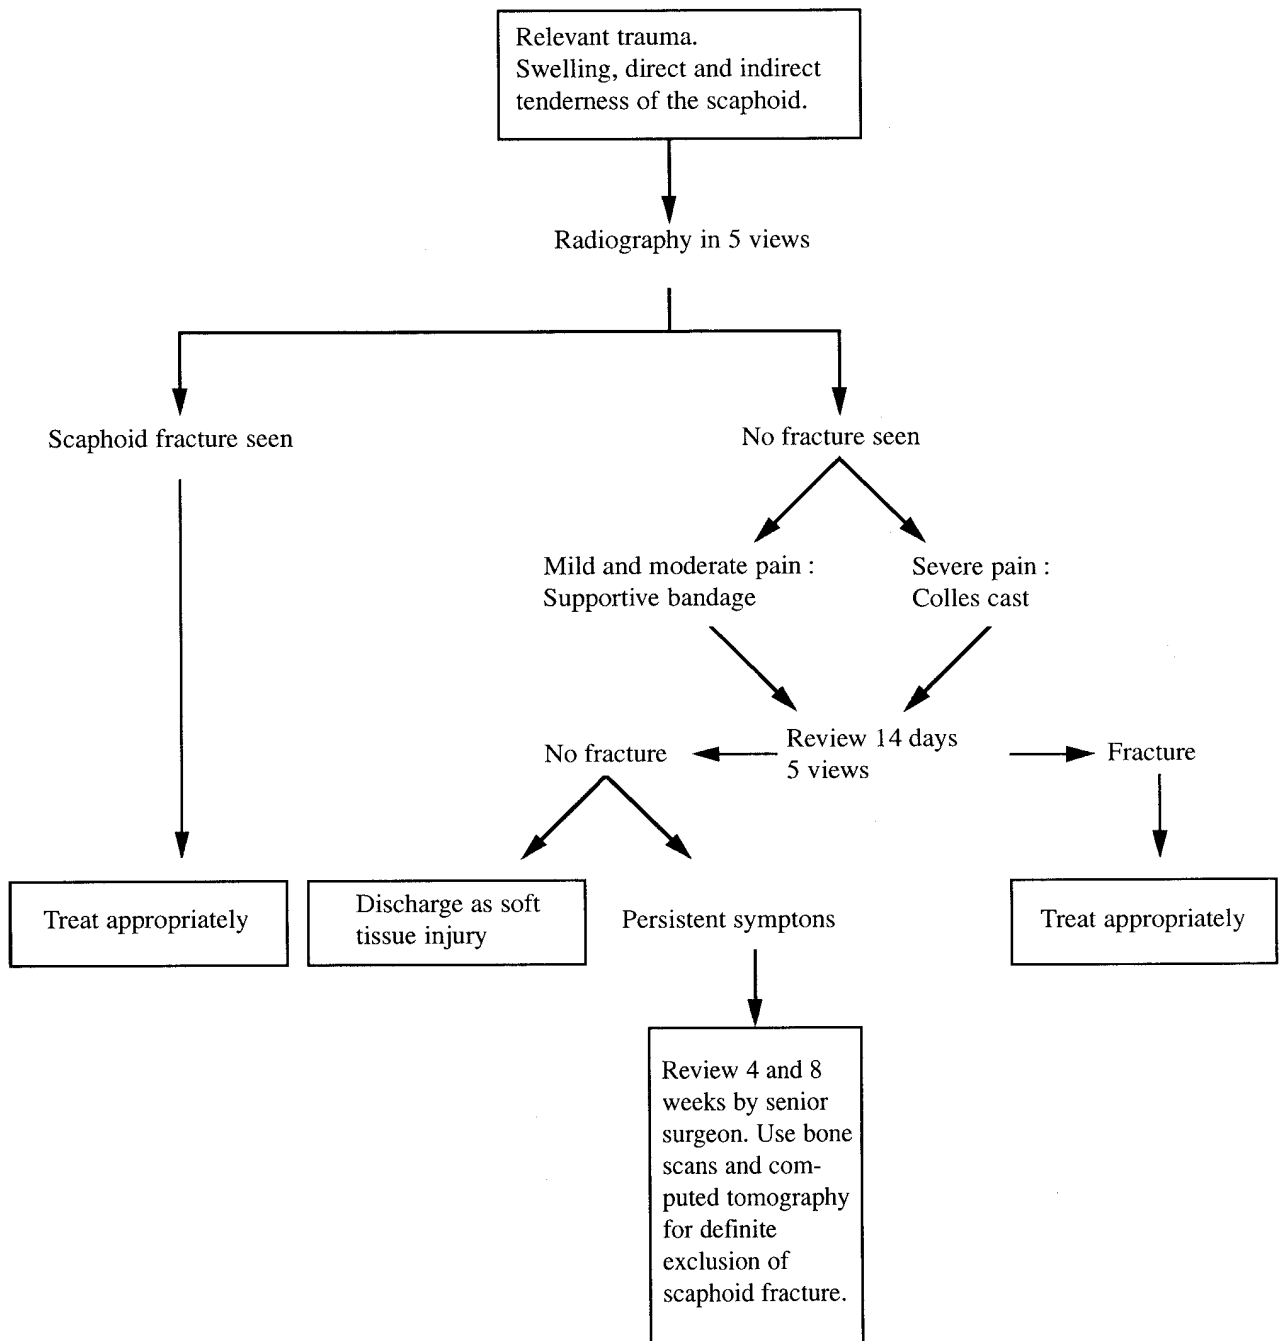 Relevant trauma.
Swelling, direct and indirect
tenderness of the scaphoid.
Radiography in 5 views
Scaphoid fracture seen
No fracture seen
Mild and moderate pain :
Supportive bandage
Severe pain :
Colles cast
Review 14 days
5 views
No fracture
Fracture
Treat appropriately
Discharge as soft
tissue injury
Persistent symptons
Treat appropriately
Review 4 and 8
weeks by senior
surgeon. Use bone
scans and com-
puted tomography
for definite
exclusion of
scaphoid fracture.